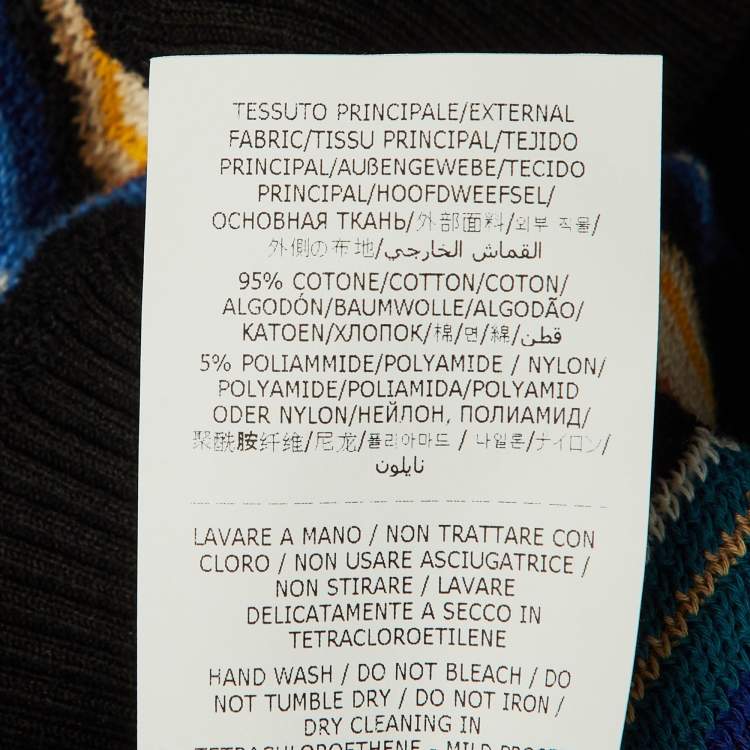 TESSUTO PRINCIPALE/EXTERNAL
FABRIC/TISSU PRINCIPAL/TEJIDO
PRINCIPAL/AUßENGEWEBE/TECIDO
PRINCIPAL/HOOFDWEEFSEL/
ОСНОВНАЯ ТКАНЬ/外部面料/외부 직물/
外側の布地/القماش الخارجي
95% COTONE/COTTON/COTON/
ALGODÓN/BAUMWOLLE/ALGODÃO/
KATOEN/ХЛОПОК/棉/면/綿/قطن
5% POLIAMMIDE/POLYAMIDE / NYLON/
POLYAMIDE/POLIAMIDA/POLYAMID
ODER NYLON/НЕЙЛОН, ПОЛИАМИД/
聚酰胺纤维/尼龙/폴리아마드 / 나일론/ナイロン/
نايلون
LAVARE A MANO / NON TRATTARE CON
CLORO / NON USARE ASCIUGATRICE /
NON STIRARE / LAVARE
DELICATAMENTE A SECCO IN
TETRACLOROETILENE
HAND WASH / DO NOT BLEACH / DO
NOT TUMBLE DRY / DO NOT IRON /
DRY CLEANING IN
TETRACHLOROETHENE - MILD PROCESS